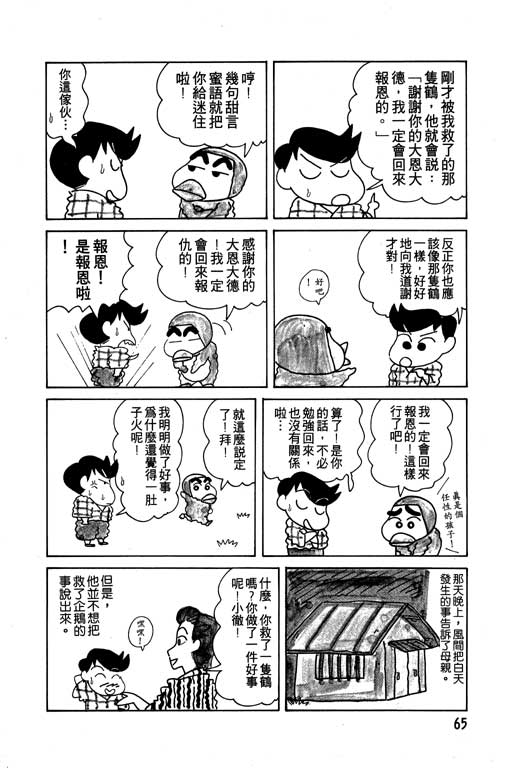 剛才被我救了的那
隻鶴，他就會說：
「謝謝你的大恩大
德，我一定會回來
報恩的。」
哼！
幾句甜言
蜜語就把
你給迷住
啦！
你這傢伙…
反正你也應
該像那隻鶴
一樣，好好
地向我道謝
才對！
好吧
！
感謝你的
大恩大德
！我一定
會回來報
仇的！
報恩！
是報恩啦
！
我一定會回來
報恩的！這樣
行了吧！
真是個
任性的孩子！
算了！是你
的話，不必
勉強回來，
也沒有關係
啦…
就這麼説定
了！拜！
我明明做了好事，
爲什麼還覺得一肚
子火呢！
那天晚上，風間把白天
發生的事告訴了母親。
什麼，你救了一隻鶴
嗎？你做了一件好事
呢！小徹！
嘿嘿！
但是，
他並不想把
救了企鵝的
事說出來。
65